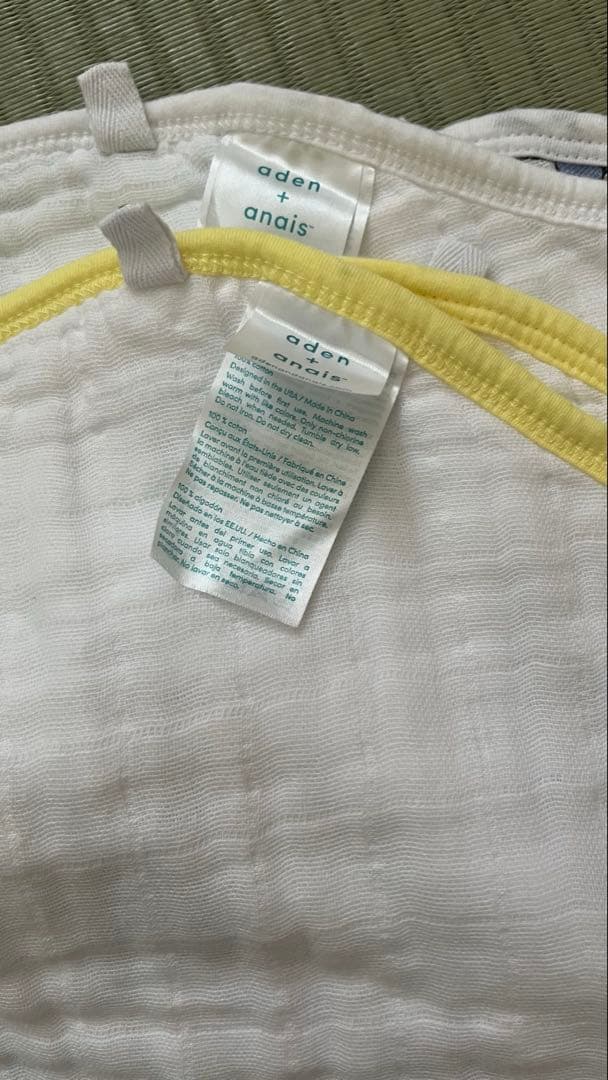 aden
+
anais™
aden
+
anais™
100% cotton
Designed in the USA / Made in China
Wash before first use. Machine wash
warm with like colors. Only non-chlorine
bleach when needed. Tumble dry low.
Do not iron. Do not dry clean.
100 % coton
Conçu aux États-Unis / Fabriqué en Chine
Laver avant la première utilisation. Laver à
la machine à l'eau tiède avec des couleurs
semblables. Utiliser seulement un agent
de blanchiment non chloré au besoin.
Sécher à la machine à basse température.
Ne pas repasser. Ne pas nettoyer à sec.
100 % algodón
Diseñado en los EE.UU. / Hecho en China
Lavar antes del primer uso. Lavar a
máquina en agua tibia con colores
similares. Usar solo blanqueadores sin
cloro cuando sea necesario. Secar en
a baja temperatura. No
No lavar en seco.